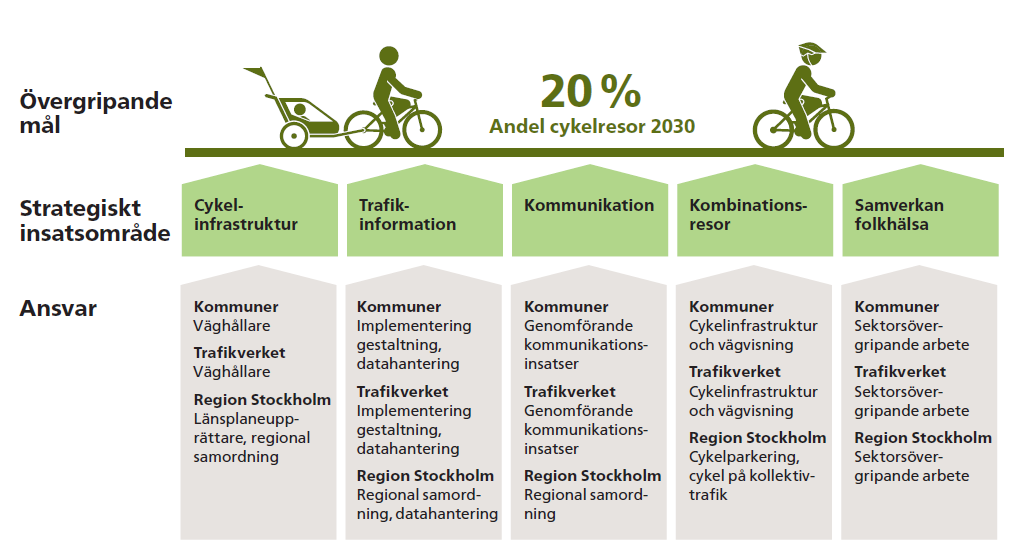 Övergripande
mål
20 %
Andel cykelresor 2030
Strategiskt
insatsområde
Cykel-
infrastruktur
Trafik-
information
Kommunikation
Kombinations-
resor
Samverkan
folkhälsa
Ansvar
Kommuner
Väghållare
Trafikverket
Väghållare
Region Stockholm
Länsplaneupp-
rättare, regional
samordning
Kommuner
Implementering
gestaltning,
datahantering
Trafikverket
Implementering
gestaltning,
datahantering
Region Stockholm
Regional samord-
ning, datahantering
Kommuner
Genomförande
kommunikations-
insatser
Trafikverket
Genomförande
kommunikations-
insatser
Region Stockholm
Regional samord-
ning
Kommuner
Cykelinfrastruktur
och vägvisning
Trafikverket
Cykelinfrastruktur
och vägvisning
Region Stockholm
Cykelparkering,
cykel på kollektiv-
trafik
Kommuner
Sektorsöver-
gripande arbete
Trafikverket
Sektorsöver-
gripande arbete
Region Stockholm
Sektorsöver-
gripande arbete